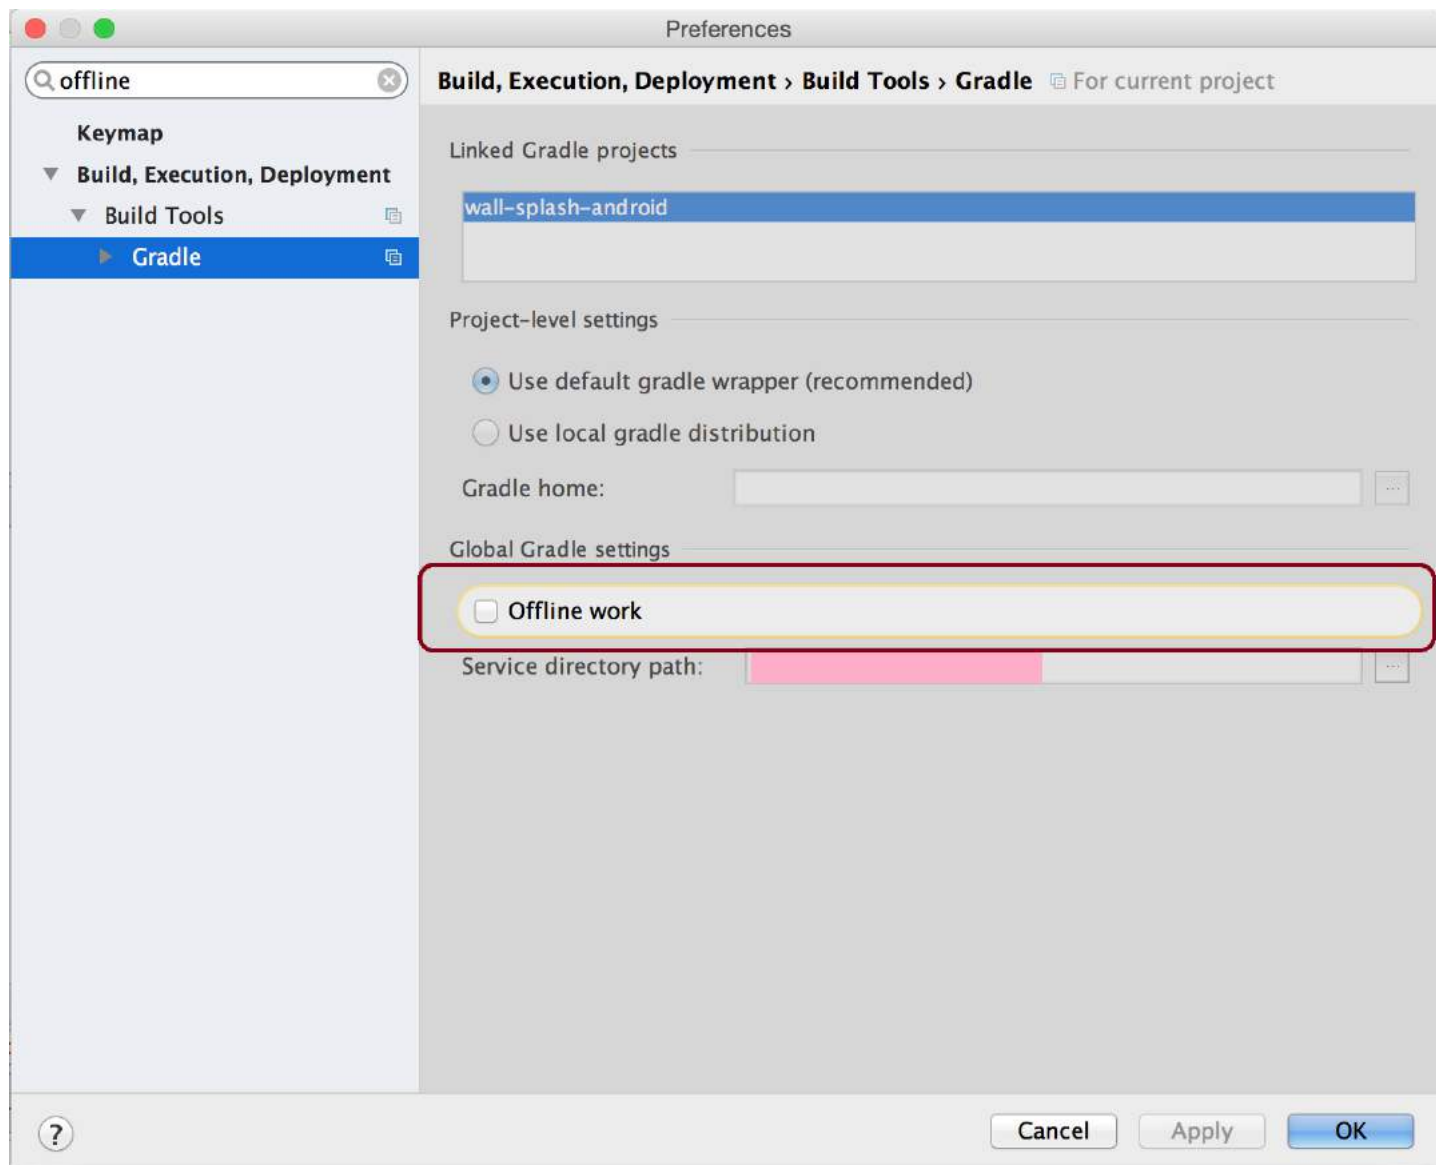 Preferences
offline
Build, Execution, Deployment › Build Tools › Gradle For current project
Keymap
Build, Execution, Deployment
Build Tools
Gradle
Linked Gradle projects
wall-splash-android
Project-level settings
Use default gradle wrapper (recommended)
Use local gradle distribution
Gradle home:
...
Global Gradle settings
Offline work
Service directory path:
...
?
Cancel
Apply
OK